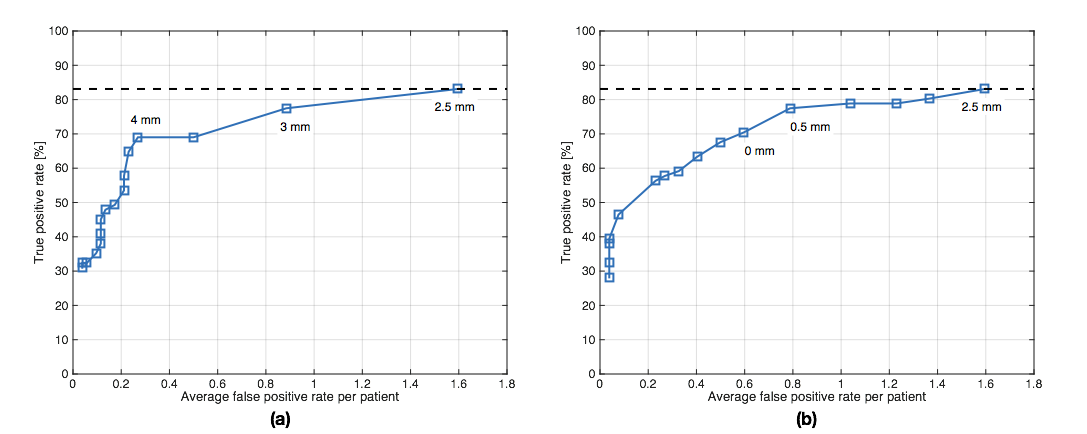 100
90
80
70
60
50
40
30
20
10
0
True positive rate [%]
4 mm
3 mm
2.5 mm
0 0.2 0.4 0.6 0.8 1 1.2 1.4 1.6 1.8
Average false positive rate per patient
(a)
100
90
80
70
60
50
40
30
20
10
0
True positive rate [%]
2.5 mm
0.5 mm
0 mm
0 0.2 0.4 0.6 0.8 1 1.2 1.4 1.6 1.8
Average false positive rate per patient
(b)